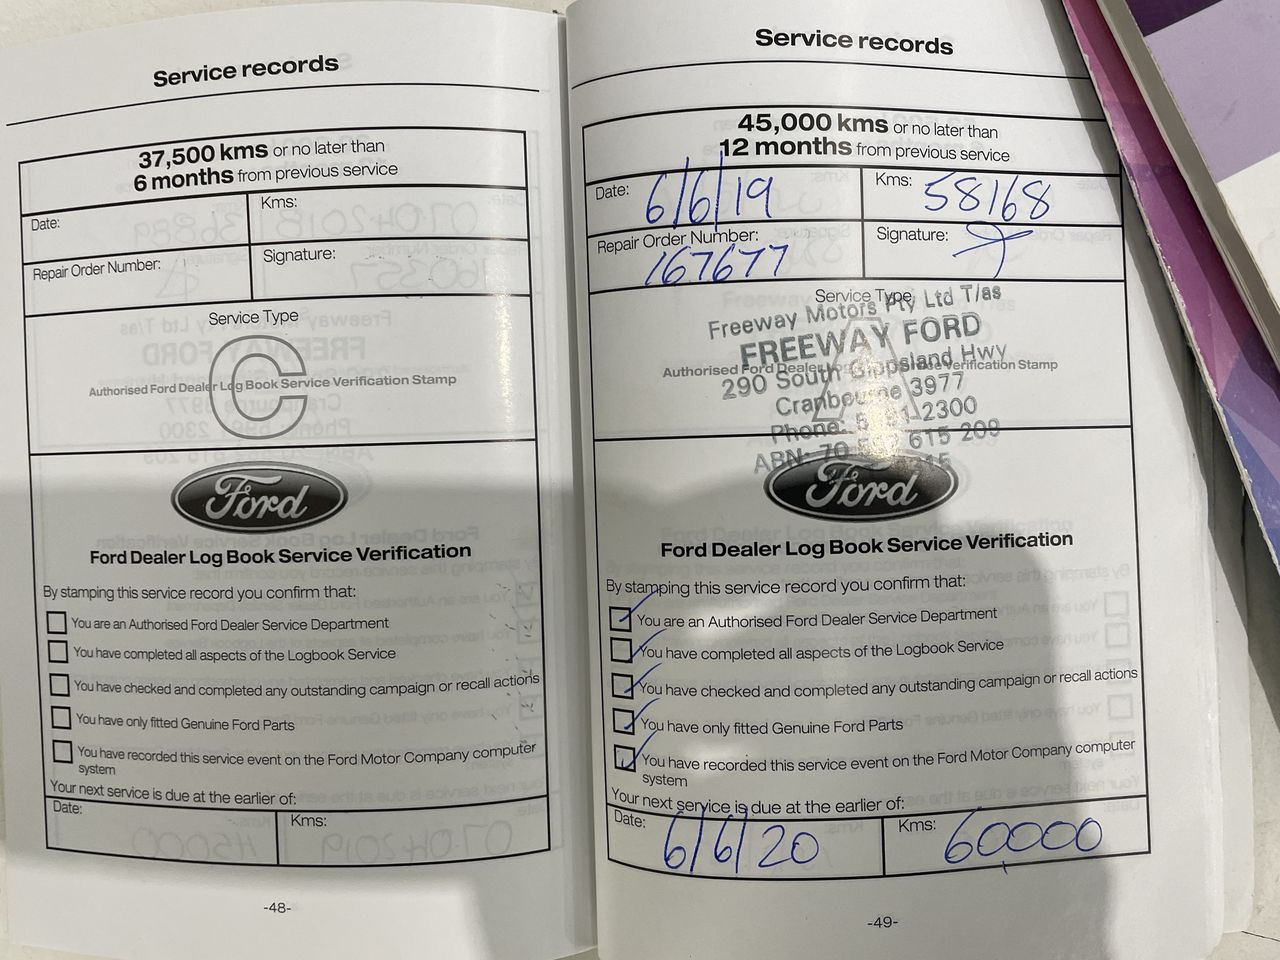 Service records
37,500 kms or no later than
6 months from previous service
Date:
Kms:
Repair Order Number:
Signature:
Service Type
C
Authorised Ford Dealer Log Book Service Verification Stamp
Ford
Ford Dealer Log Book Service Verification
By stamping this service record you confirm that:
You are an Authorised Ford Dealer Service Department
You have completed all aspects of the Logbook Service
You have checked and completed any outstanding campaign or recall actions
You have only fitted Genuine Ford Parts
You have recorded this service event on the Ford Motor Company computer
system
Your next service is due at the earlier of:
Date:
Kms:
-48-
Service records
45,000 kms or no later than
12 months from previous service
Date: 6/6/19
Kms: 58168
Repair Order Number:
167677
Signature:
Service Type
Freeway Motors Pty Ltd T/as
FREEWAY FORD
Authorised Ford Dealer Verification Stamp
290 South Gippsland Hwy
Cranbourne 3977
Phone: 2300
ABN: 70 615 209
Ford
Ford Dealer Log Book Service Verification
By stamping this service record you confirm that:
You are an Authorised Ford Dealer Service Department
You have completed all aspects of the Logbook Service
You have checked and completed any outstanding campaign or recall actions
You have only fitted Genuine Ford Parts
You have recorded this service event on the Ford Motor Company computer
system
Your next service is due at the earlier of:
Date: 6/6/20
Kms: 60000
-49-